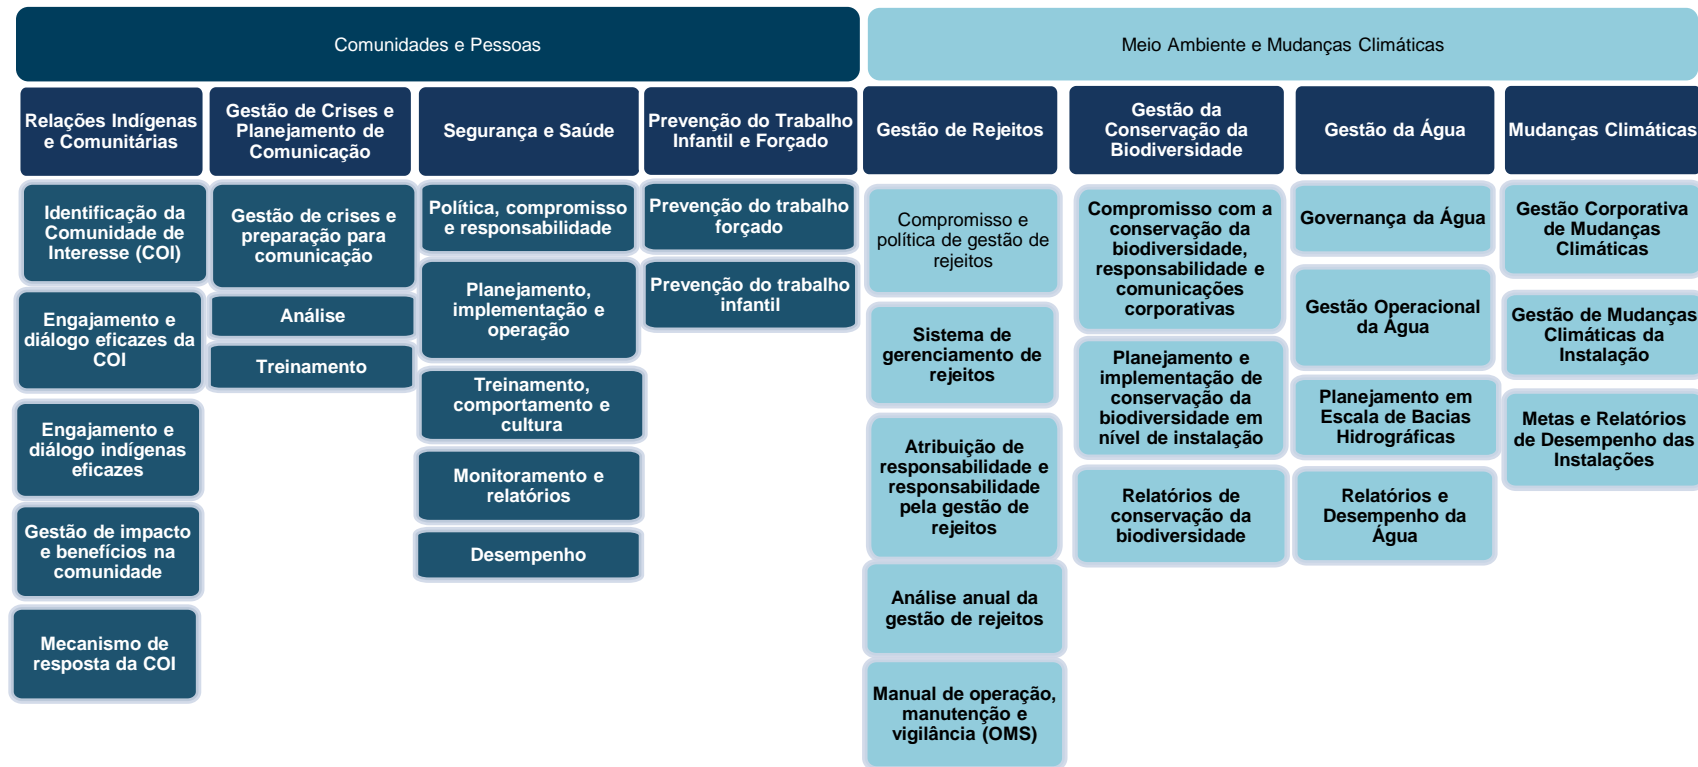 Comunidades e Pessoas
Meio Ambiente e Mudanças Climáticas
Relações Indígenas
e Comunitárias
Gestão de Crises e
Planejamento de
Comunicação
Segurança e Saúde
Prevenção do Trabalho
Infantil e Forçado
Gestão de Rejeitos
Gestão da
Conservação da
Biodiversidade
Gestão da Água
Mudanças Climáticas
Identificação da
Comunidade de
Interesse (COI)
Engajamento e
diálogo eficazes da
COI
Engajamento e
diálogo indígenas
eficazes
Gestão de impacto
e benefícios na
comunidade
Mecanismo de
resposta da COI
Gestão de crises e
preparação para
comunicação
Análise
Treinamento
Política, compromisso
e responsabilidade
Planejamento,
implementação e
operação
Treinamento,
comportamento e
cultura
Monitoramento e
relatórios
Desempenho
Prevenção do trabalho
forçado
Prevenção do trabalho
infantil
Compromisso e
política de gestão de
rejeitos
Sistema de
gerenciamento de
rejeitos
Atribuição de
responsabilidade e
responsabilidade
pela gestão de
rejeitos
Análise anual da
gestão de rejeitos
Manual de operação,
manutenção e
vigilância (OMS)
Compromisso com a
conservação da
biodiversidade,
responsabilidade e
comunicações
corporativas
Planejamento e
implementação de
conservação da
biodiversidade em
nível de instalação
Relatórios de
conservação da
biodiversidade
Governança da Água
Gestão Operacional
da Água
Planejamento em
Escala de Bacias
Hidrográficas
Relatórios e
Desempenho da
Água
Gestão Corporativa
de Mudanças
Climáticas
Gestão de Mudanças
Climáticas da
Instalação
Metas e Relatórios
de Desempenho das
Instalações